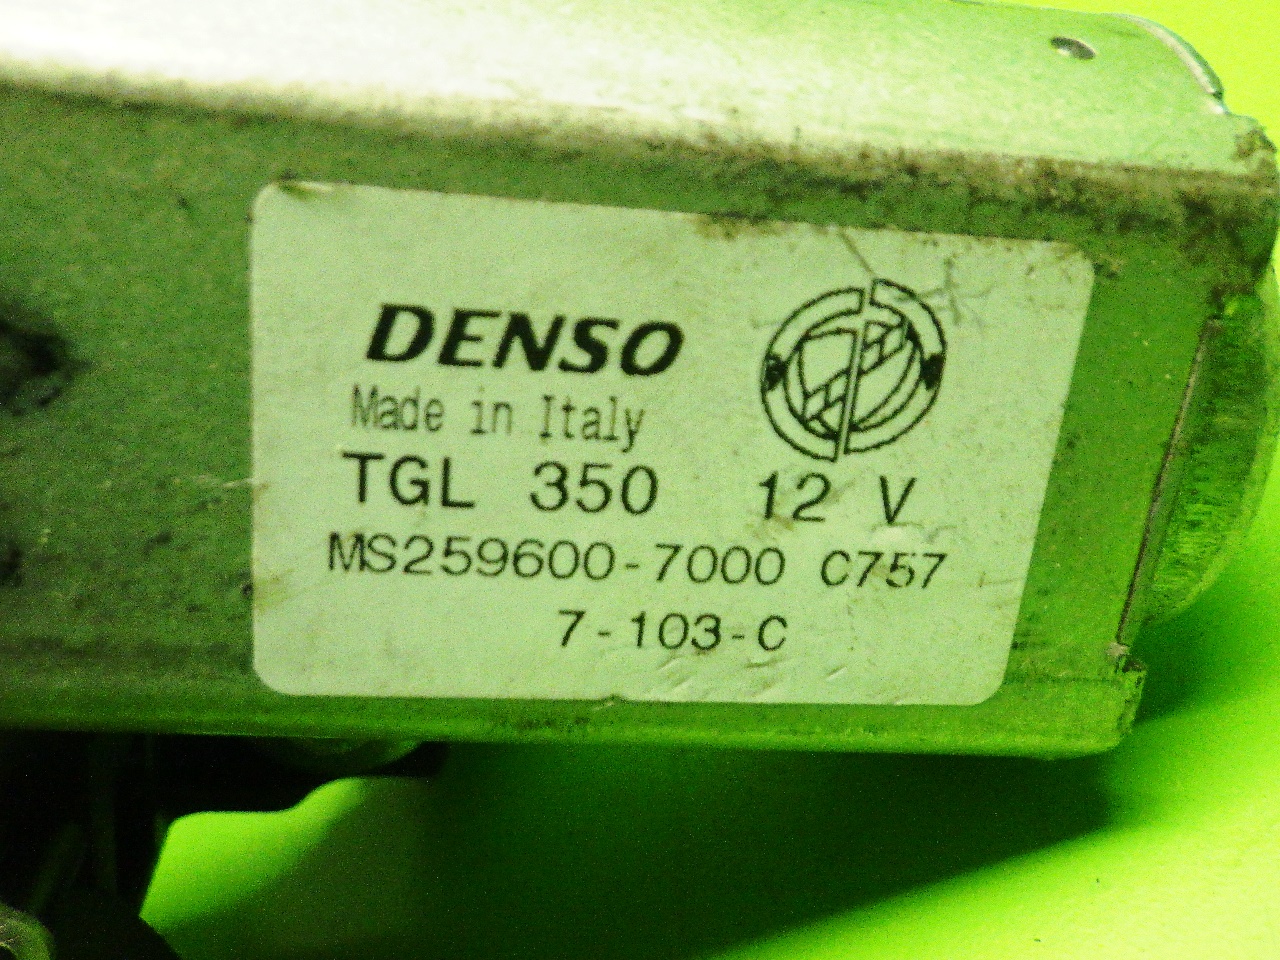 DENSO
Made in Italy
TGL 350 12 V
MS259600-7000 C757
7-103-C